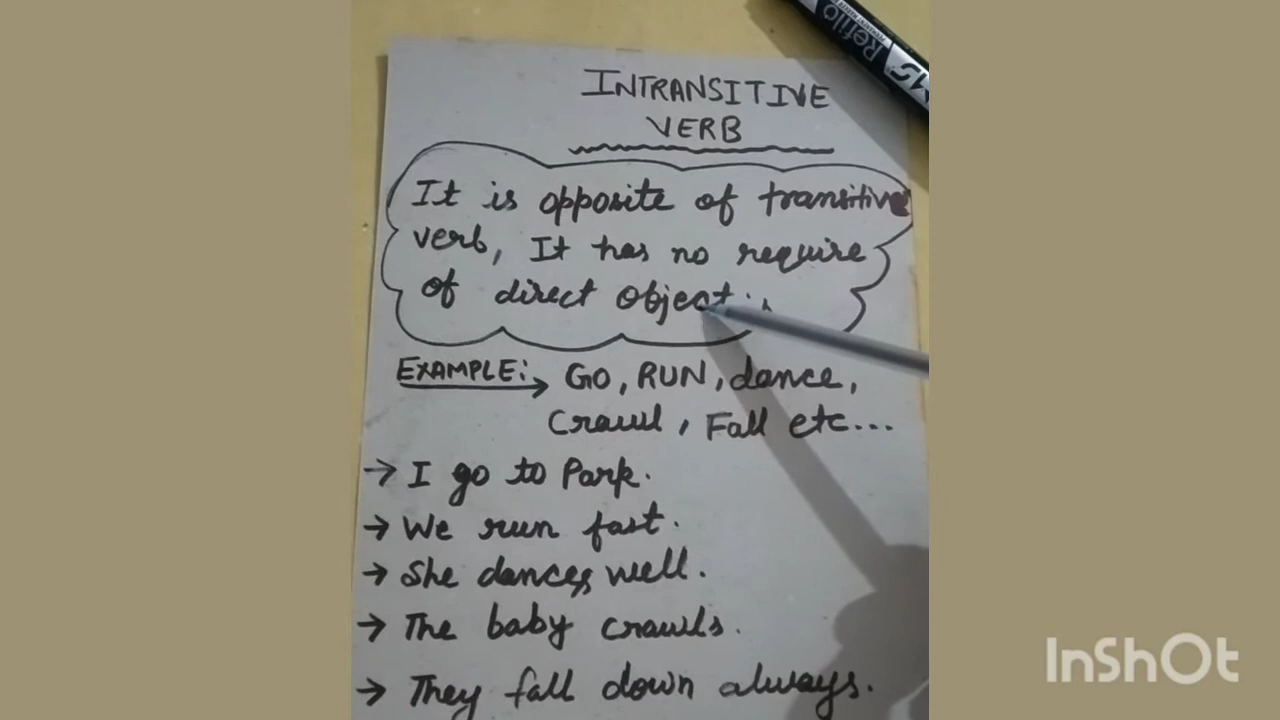 Refilo
INTRANSITIVE
VERB
It is opposite of transitive
verb, It has no require
of direct object.
EXAMPLE: → GO, RUN, dance,
Crawl, Fall etc...
→ I go to Park.
→ We run fast.
→ She dances well.
→ The baby crawls.
→ They fall down always.
InShOt